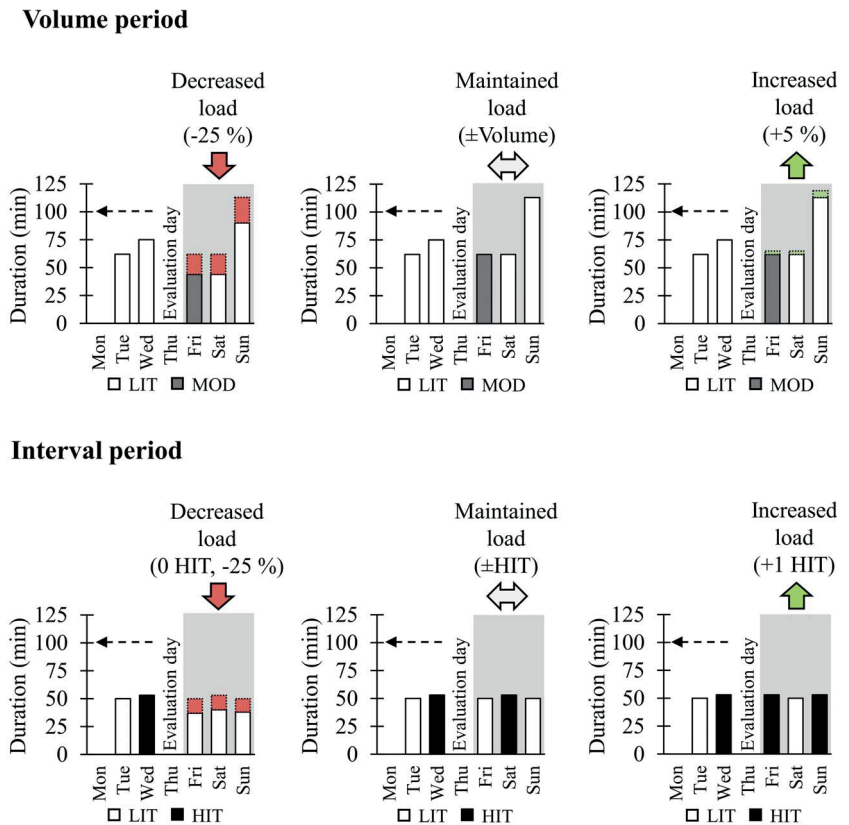 Volume period
Decreased
load
(-25 %)
Duration (min)
125
100
75
50
25
0
Evaluation day
Mon
Tue
Wed
Thu
Fri
Sat
Sun
LIT MOD
Maintained
load
(±Volume)
Duration (min)
125
100
75
50
25
0
Evaluation day
Mon
Tue
Wed
Thu
Fri
Sat
Sun
LIT MOD
Increased
load
(+5 %)
Duration (min)
125
100
75
50
25
0
Evaluation day
Mon
Tue
Wed
Thu
Fri
Sat
Sun
LIT MOD
Interval period
Decreased
load
(0 HIT, -25 %)
Duration (min)
125
100
75
50
25
0
Evaluation day
Mon
Tue
Wed
Thu
Fri
Sat
Sun
LIT HIT
Maintained
load
(±HIT)
Duration (min)
125
100
75
50
25
0
Evaluation day
Mon
Tue
Wed
Thu
Fri
Sat
Sun
LIT HIT
Increased
load
(+1 HIT)
Duration (min)
125
100
75
50
25
0
Evaluation day
Mon
Tue
Wed
Thu
Fri
Sat
Sun
LIT HIT